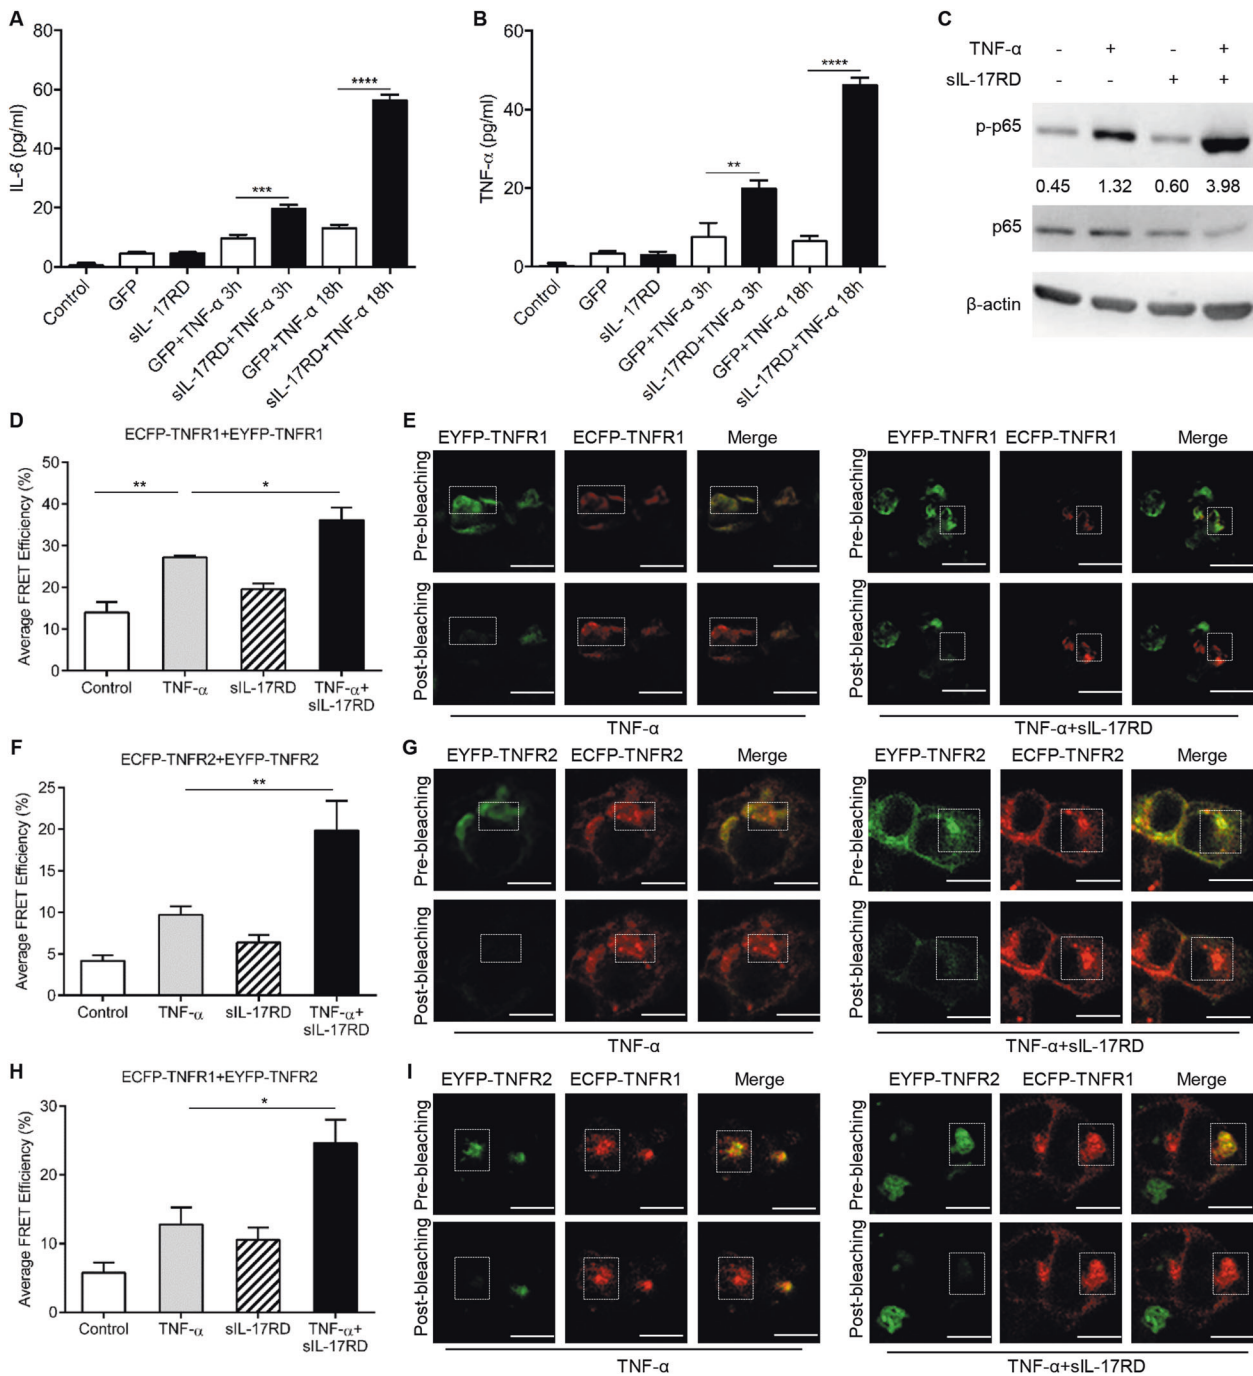 A
IL-6 (pg/ml)
80
60
40
20
0
***
****
Control
GFP
sIL- 17RD
GFP+TNF-α 3h
sIL-17RD+TNF-α 3h
GFP+TNF-α 18h
sIL-17RD+TNF-α 18h
B
TNF-α (pg/ml)
60
40
20
0
**
****
Control
GFP
sIL- 17RD
GFP+TNF-α 3h
sIL-17RD+TNF-α 3h
GFP+TNF-α 18h
sIL-17RD+TNF-α 18h
C
TNF-α - + - +
sIL-17RD - - + +
p-p65
0.45 1.32 0.60 3.98
p65
β-actin
D
ECFP-TNFR1+EYFP-TNFR1
Average FRET Efficiency (%)
50
40
30
20
10
0
** *
Control TNF-α sIL-17RD TNF-α+
sIL-17RD
E
EYFP-TNFR1 ECFP-TNFR1 Merge
EYFP-TNFR1 ECFP-TNFR1 Merge
Pre-bleaching
Post-bleaching
TNF-α
Pre-bleaching
Post-bleaching
TNF-α+sIL-17RD
F
ECFP-TNFR2+EYFP-TNFR2
Average FRET Efficiency (%)
25
20
15
10
5
0
**
Control TNF-α sIL-17RD TNF-α+
sIL-17RD
G
EYFP-TNFR2 ECFP-TNFR2 Merge
EYFP-TNFR2 ECFP-TNFR2 Merge
Pre-bleaching
Post-bleaching
TNF-α
Pre-bleaching
Post-bleaching
TNF-α+sIL-17RD
H
ECFP-TNFR1+EYFP-TNFR2
Average FRET Efficiency (%)
30
20
10
0
*
Control TNF-α sIL-17RD TNF-α+
sIL-17RD
I
EYFP-TNFR2 ECFP-TNFR1 Merge
EYFP-TNFR2 ECFP-TNFR1 Merge
Pre-bleaching
Post-bleaching
TNF-α
Pre-bleaching
Post-bleaching
TNF-α+sIL-17RD